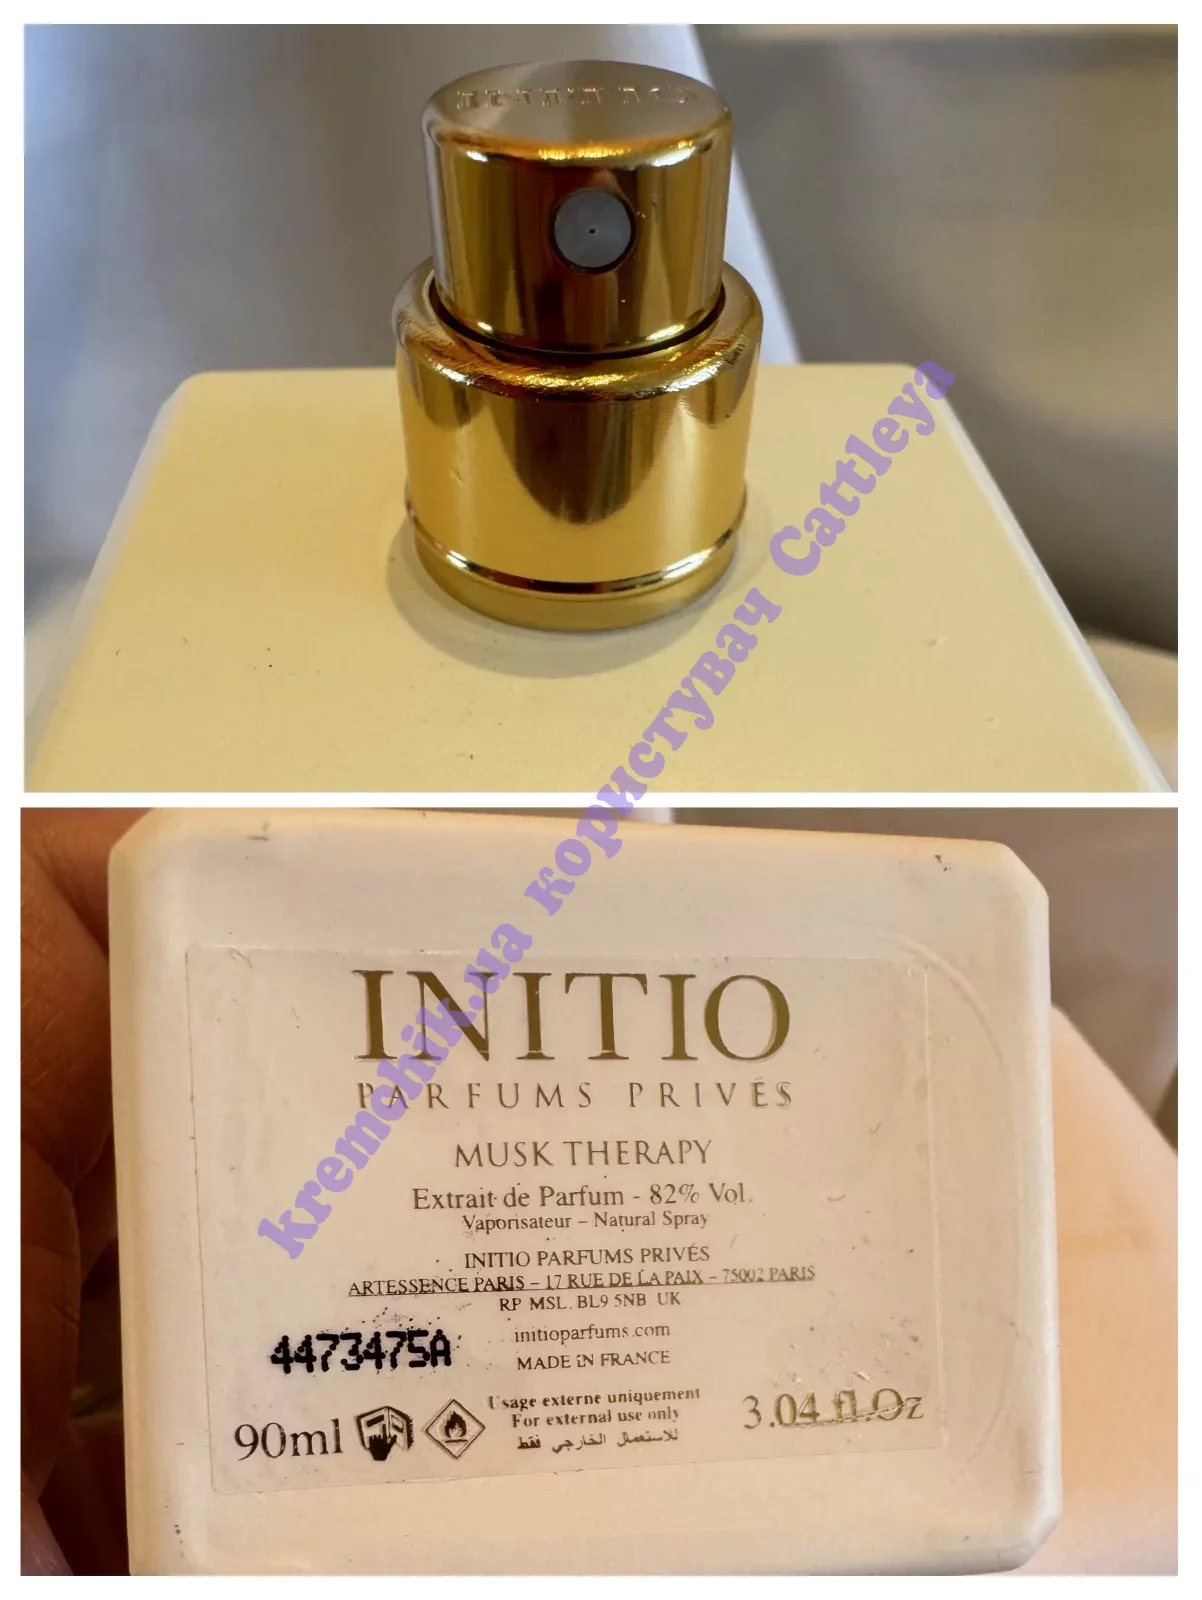 INITIO
kremchik.ua користувач Cattleya
INITIO
PARFUMS PRIVÉS
MUSK THERAPY
Extrait de Parfum - 82% Vol.
Vaporisateur – Natural Spray
INITIO PARFUMS PRIVÉS
ARTESSENCE PARIS – 17 RUE DE LA PAIX – 75002 PARIS
RP MSL. BL9 5NB UK
initioparfums.com
4473475A
MADE IN FRANCE
Usage externe uniquement
For external use only
للاستعمال الخارجي فقط
90ml
3.04 fl.Oz